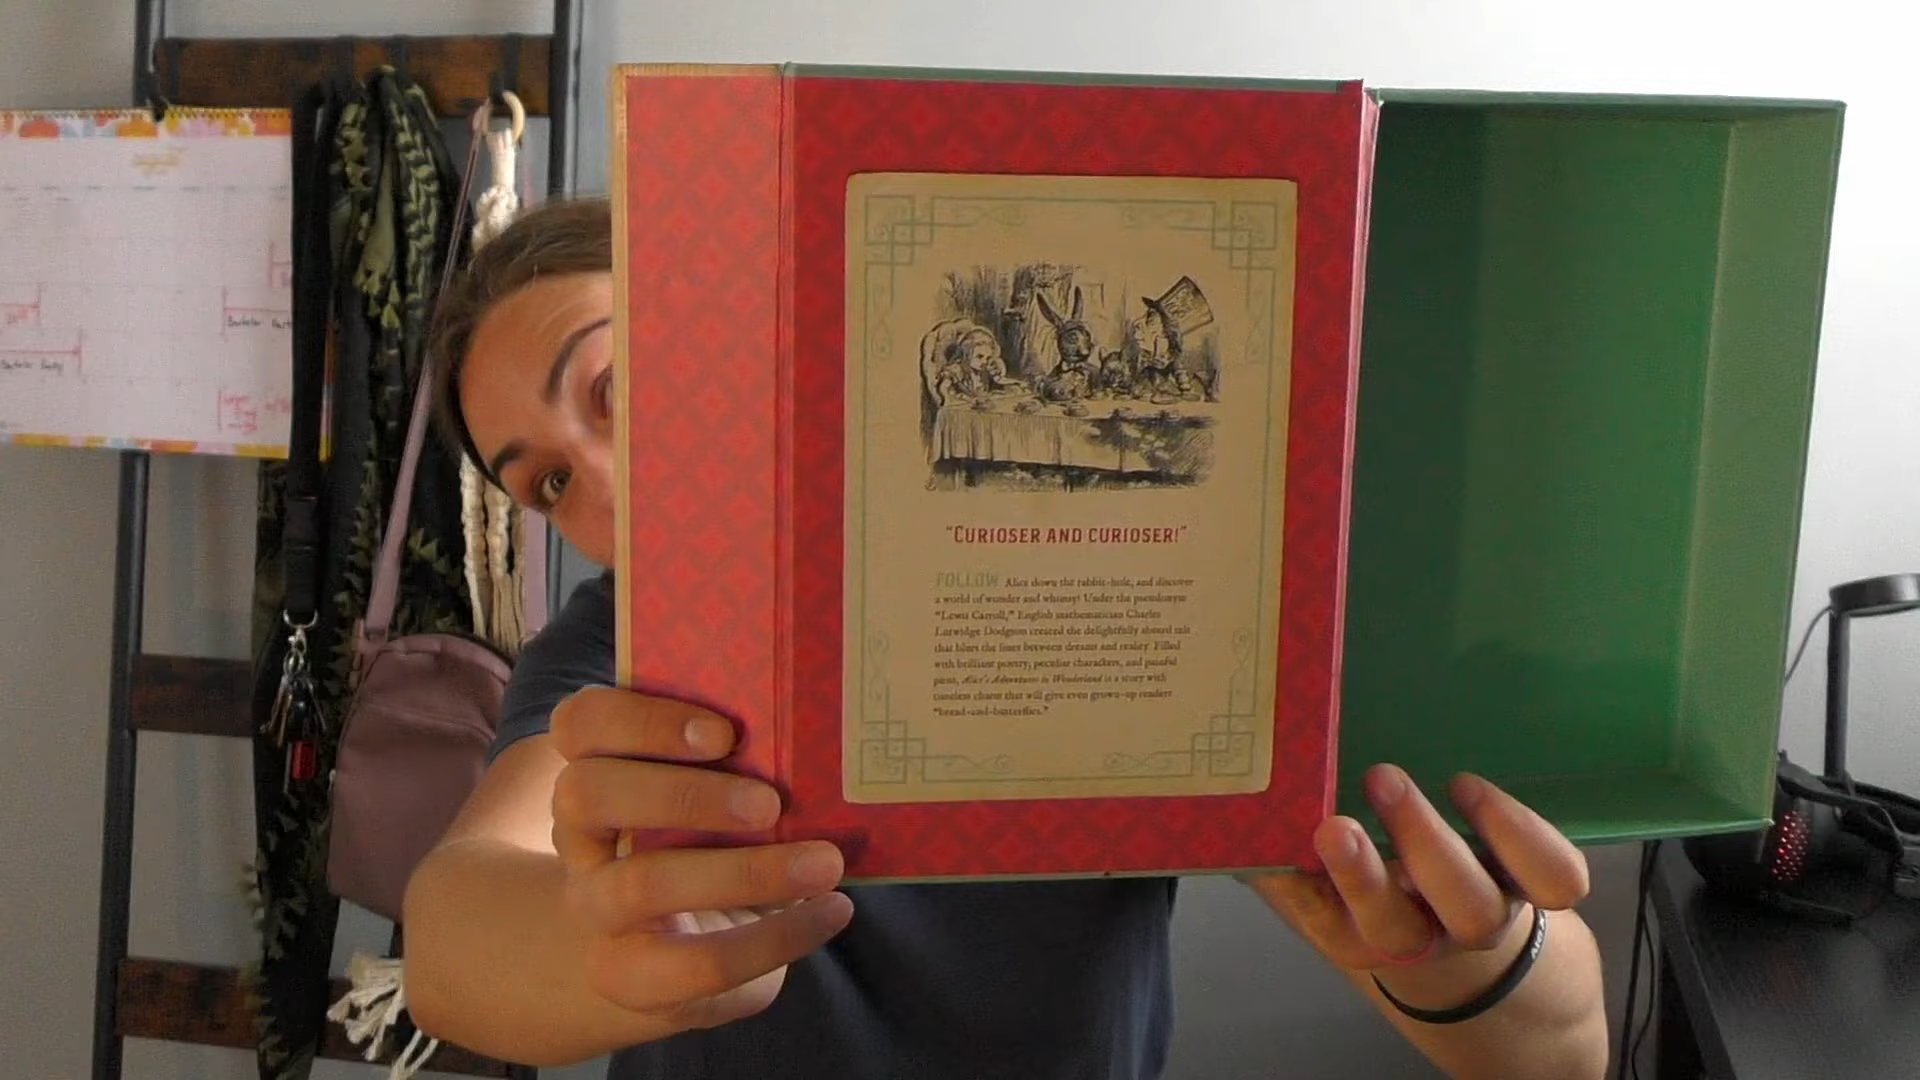 "CURIOSER AND CURIOSER!"
FOLLOW Alice down the rabbit-hole, and discover
a world of wonder and whimsy! Under the pseudonym
"Lewis Carroll," English mathematician Charles
Lutwidge Dodgson created the delightfully absurd tale
that blurs the lines between dreams and reality. Filled
with brilliant poetry, peculiar characters, and painful
puns, Alice's Adventures in Wonderland is a story with
timeless charm that will give even grown-up readers
"bread-and-butterflies."
Bachelor Party